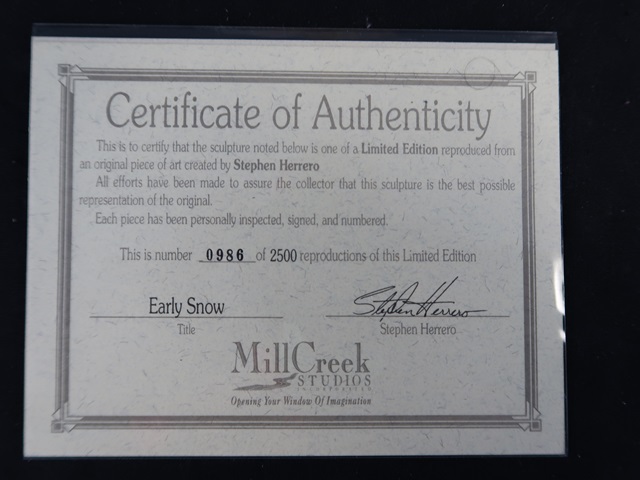 Certificate of Authenticity
This is to certify that the sculpture noted below is one of a Limited Edition reproduced from
an original piece of art created by Stephen Herrero
All efforts have been made to assure the collector that this sculpture is the best possible
representation of the original.
Each piece has been personally inspected, signed, and numbered.
This is number 0986 of 2500 reproductions of this Limited Edition
Early Snow Stephen Herrero
Title Stephen Herrero
MillCreek
STUDIOS
INCORPORATED
Opening Your Window Of Imagination